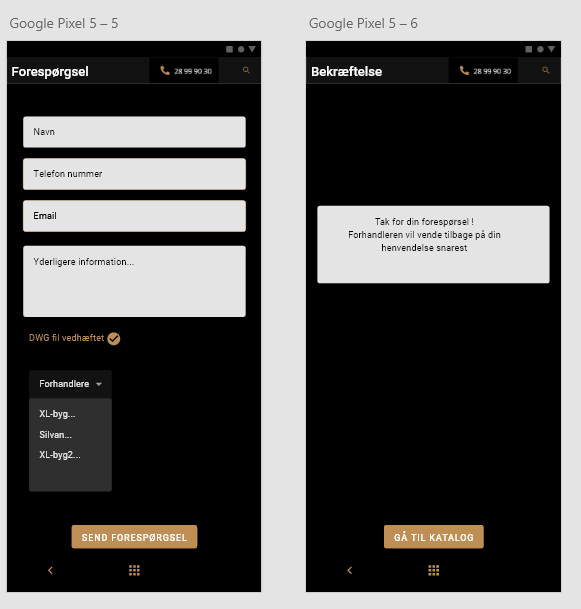 Google Pixel 5 – 5
Forespørgsel
28 99 90 30
Navn
Telefon nummer
Email
Yderligere information...
DWG fil vedhæftet
Forhandlere
XL-byg...
Silvan...
XL-byg2...
SEND FORESPØRGSEL
Google Pixel 5 – 6
Bekræftelse
28 99 90 30
Tak for din forespørsel !
Forhandleren vil vende tilbage på din
henvendelse snarest
GÅ TIL KATALOG